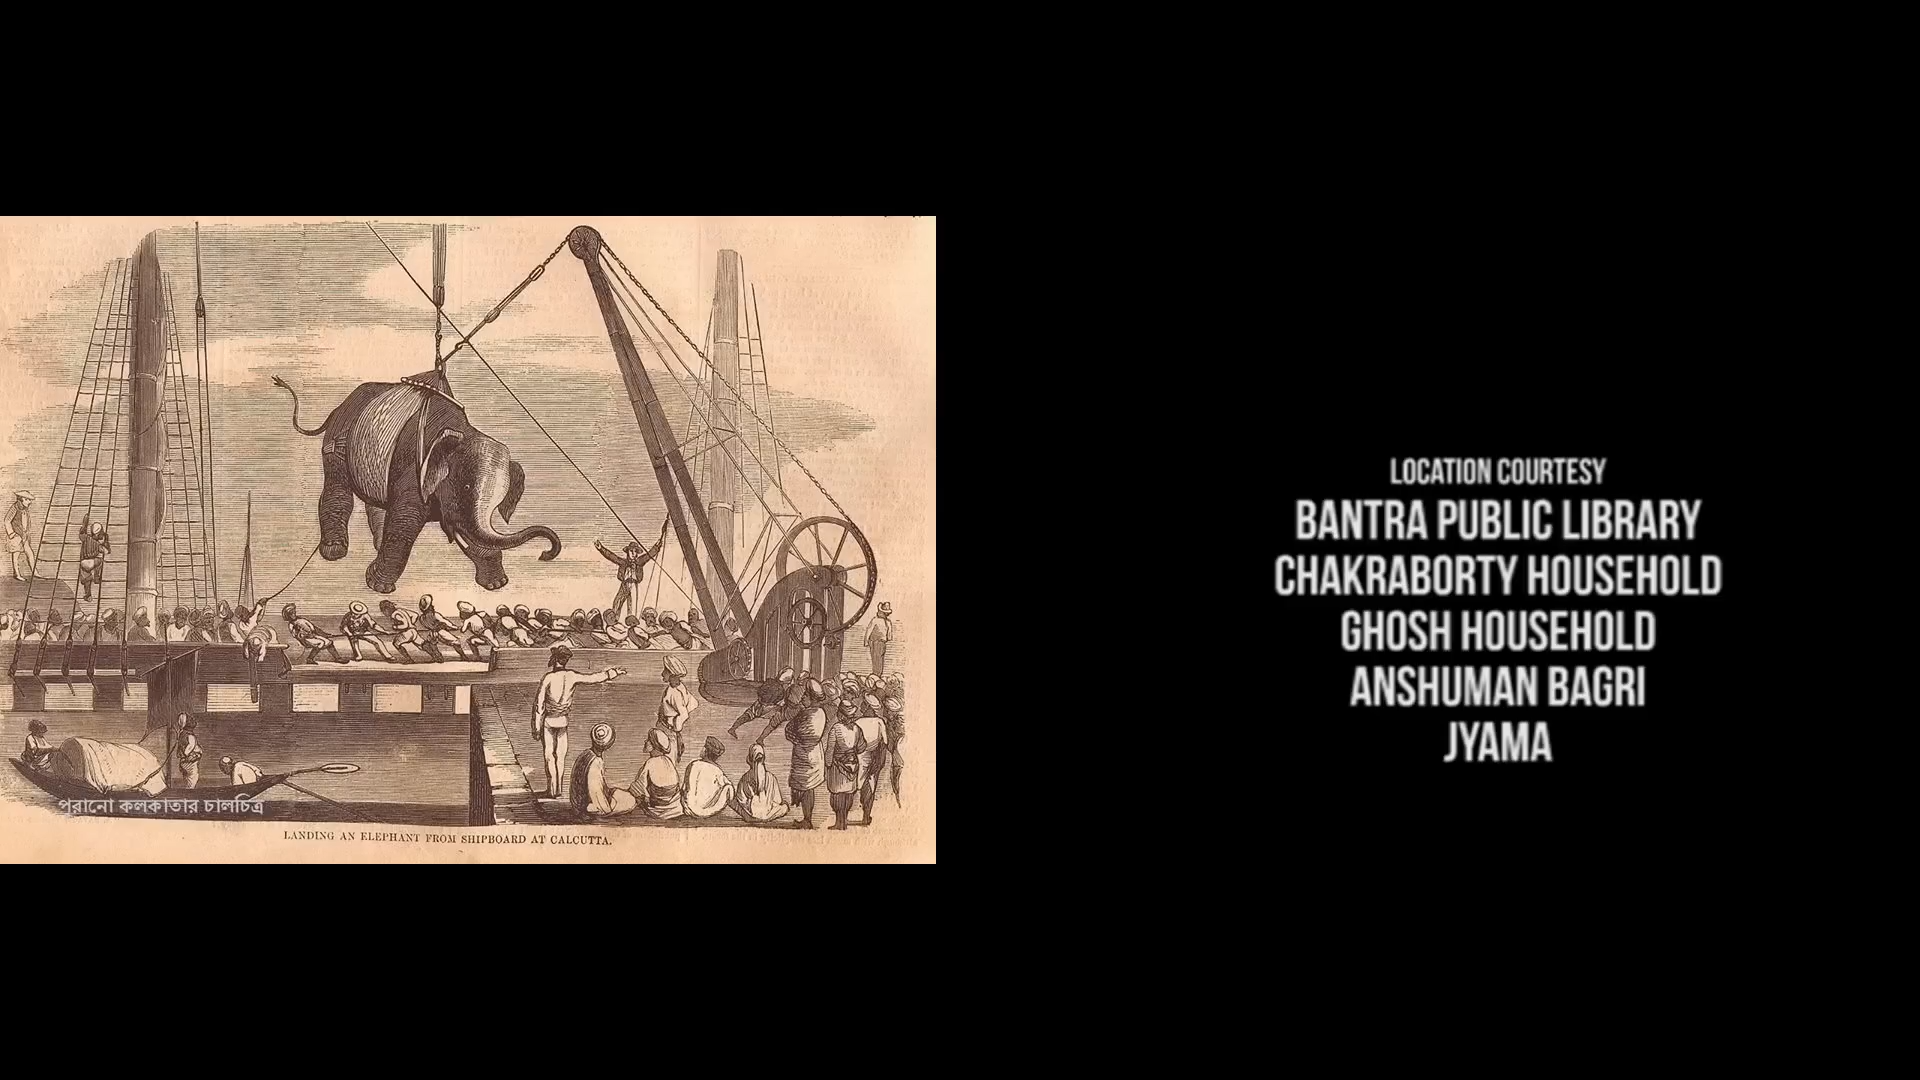 পুরানো কলকাতার চালচিত্র
LANDING AN ELEPHANT FROM SHIPBOARD AT CALCUTTA.
LOCATION COURTESY
BANTRA PUBLIC LIBRARY
CHAKRABORTY HOUSEHOLD
GHOSH HOUSEHOLD
ANSHUMAN BAGRI
JYAMA